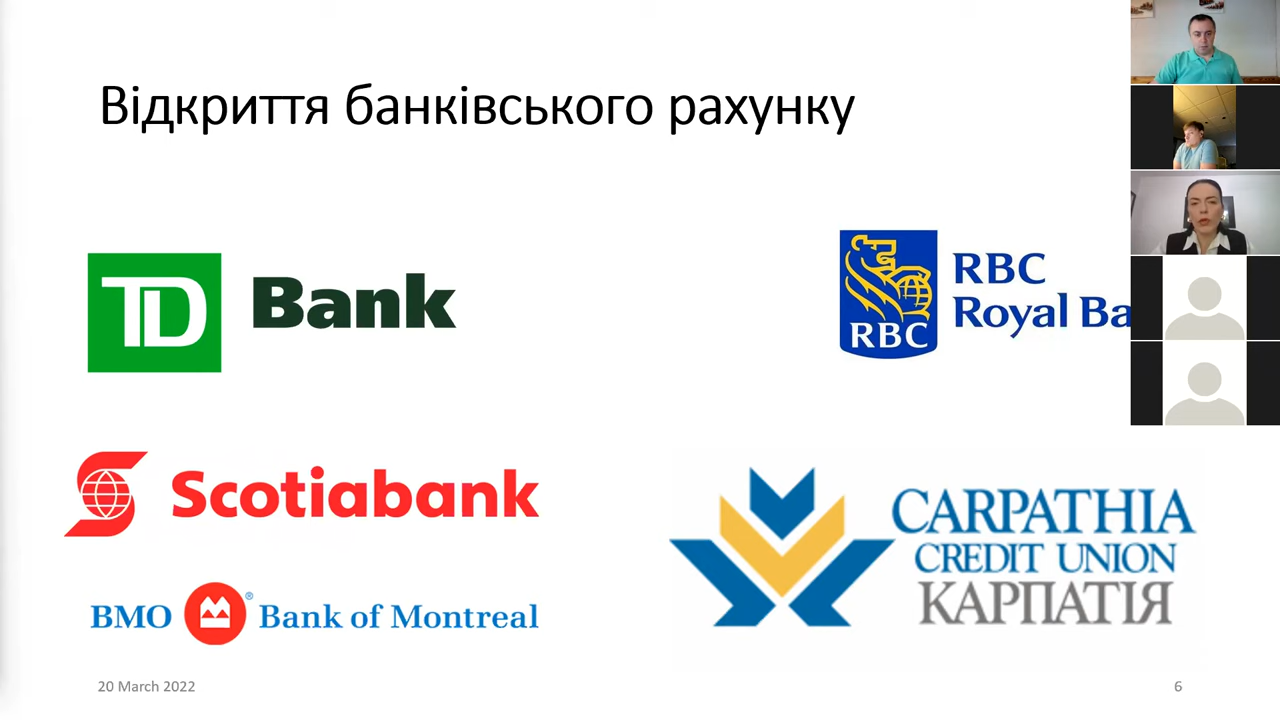 Відкриття банківського рахунку
TD Bank
RBC
Royal Ba
RBC
Scotiabank
CARPATHIA
CREDIT UNION
КАРПАТІЯ
BMO ® Bank of Montreal
20 March 2022
6